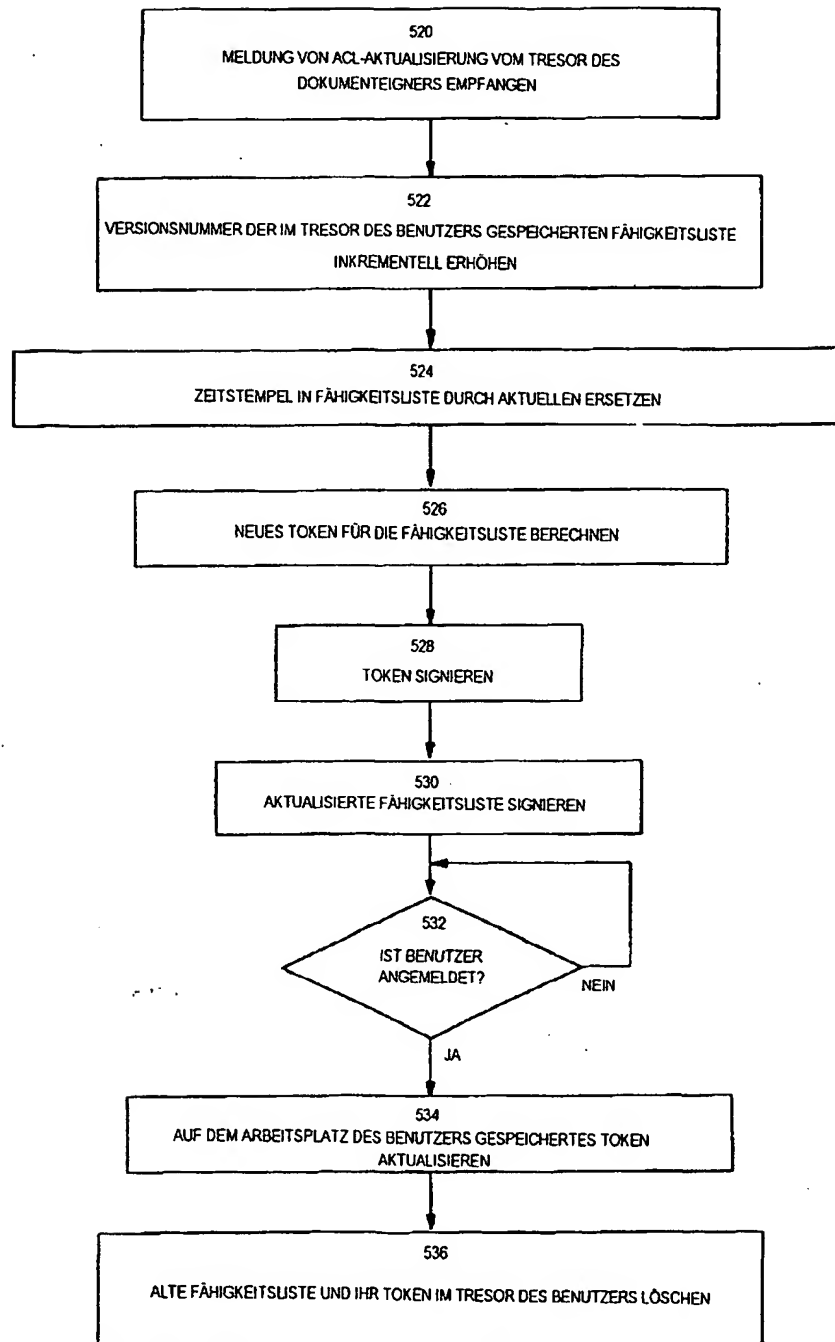 520
MELDUNG VON ACL-AKTUALISIERUNG VOM TRESOR DES
DOKUMENTEIGNERS EMPFANGEN
522
VERSIONSNUMMER DER IM TRESOR DES BENUTZERS GESPEICHERTEN FÄHIGKEITSLISTE
INKREMENTELL ERHÖHEN
524
ZEITSTEMPEL IN FÄHIGKEITSLISTE DURCH AKTUELLEN ERSETZEN
526
NEUES TOKEN FÜR DIE FÄHIGKEITSLISTE BERECHNEN
528
TOKEN SIGNIEREN
530
AKTUALISIERTE FÄHIGKEITSLISTE SIGNIEREN
532
IST BENUTZER
ANGEMELDET?
NEIN
JA
534
AUF DEM ARBEITSPLATZ DES BENUTZERS GESPEICHERTES TOKEN
AKTUALISIEREN
536
ALTE FÄHIGKEITSLISTE UND IHR TOKEN IM TRESOR DES BENUTZERS LÖSCHEN